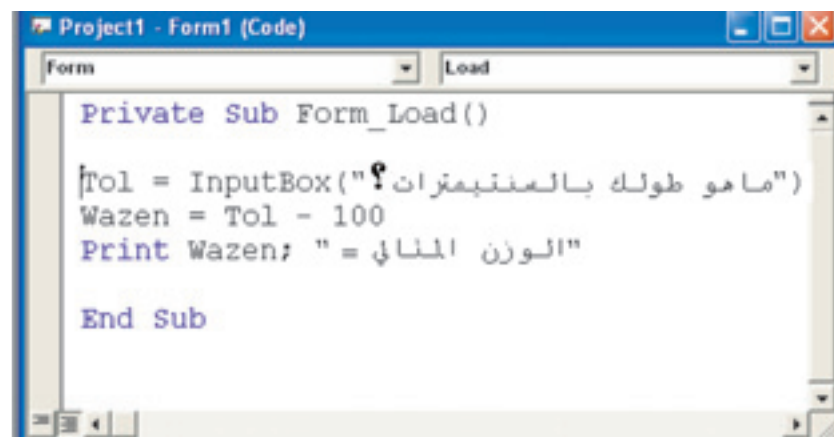 Project1 - Form1 (Code)
Form Load
Private Sub Form_Load()
Tol = InputBox("ماهو طولك بالسنتيمترات؟")
Wazen = Tol - 100
Print Wazen; " = الوزن المثالي"
End Sub